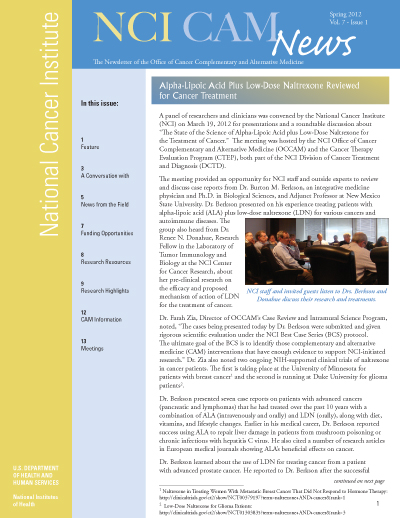 National Cancer Institute
NCI CAM
News
Spring 2012
Vol. 7 - Issue 1
The Newsletter of the Office of Cancer Complementary and Alternative Medicine
In this issue:
1
Feature
3
A Conversation with
5
News from the Field
7
Funding Opportunities
8
Research Resources
9
Research Highlights
12
CAM Information
13
Meetings
U.S. DEPARTMENT
OF HEALTH AND
HUMAN SERVICES
National Institutes
of Health
Alpha-Lipoic Acid Plus Low-Dose Naltrexone Reviewed
for Cancer Treatment
A panel of researchers and clinicians was convened by the National Cancer Institute
(NCI) on March 19, 2012 for presentations and a roundtable discussion about
"The State of the Science of Alpha-Lipoic Acid plus Low-Dose Naltrexone for
the Treatment of Cancer." The meeting was hosted by the NCI Office of Cancer
Complementary and Alternative Medicine (OCCAM) and the Cancer Therapy
Evaluation Program (CTEP), both part of the NCI Division of Cancer Treatment
and Diagnosis (DCTD).
The meeting provided an opportunity for NCI staff and outside experts to review
and discuss case reports from Dr. Burton M. Berkson, an integrative medicine
physician and Ph.D. in Biological Sciences, and Adjunct Professor at New Mexico
State University. Dr. Berkson presented on his experience treating patients with
alpha-lipoic acid (ALA) plus low-dose naltrexone (LDN) for various cancers and
autoimmune diseases. The
group also heard from Dr.
Renee N. Donahue, Research
Fellow in the Laboratory of
Tumor Immunology and
Biology at the NCI Center
for Cancer Research, about
her pre-clinical research on
the efficacy and proposed
mechanism of action of LDN
for the treatment of cancer.
NCI staff and invited guests listen to Drs. Berkson and
Donahue discuss their research and treatments.
Dr. Farah Zia, Director of OCCAM's Case Review and Intramural Science Program,
noted, "The cases being presented today by Dr. Berkson were submitted and given
rigorous scientific evaluation under the NCI Best Case Series (BCS) Program.
The ultimate goal of the BCS is to identify those complementary and alternative
medicine (CAM) interventions that have enough evidence to support NCI-initiated
research." Dr. Zia also noted two ongoing NIH-supported clinical trials of naltrexone
in cancer patients. The first is taking place at the University of Minnesota for
patients with breast cancer¹ and the second is running at Duke University for glioma
patients².
Dr. Berkson presented seven case reports on patients with advanced cancers
(pancreatic and lymphomas) that he had treated over the past 10 years with a
combination of ALA (intravenously and orally) and LDN (orally), along with diet,
vitamins, and lifestyle changes. Earlier in his medical career, Dr. Berkson reported
success using ALA to repair liver damage in patients from mushroom poisoning or
chronic infections with hepatitis C virus. He also cited a number of research articles
in European medical journals showing ALA's beneficial effects on cancer.
Dr. Berkson learned about the use of LDN for treating cancer from a patient
with advanced prostate cancer. He reported to Dr. Berkson after the successful
continued on page
¹ Naltrexone in Treating Women With Metastatic Breast Cancer That Did Not Respond to Hormone Therapy:
² Low-Dose Naltrexone for Glioma Patients:
1